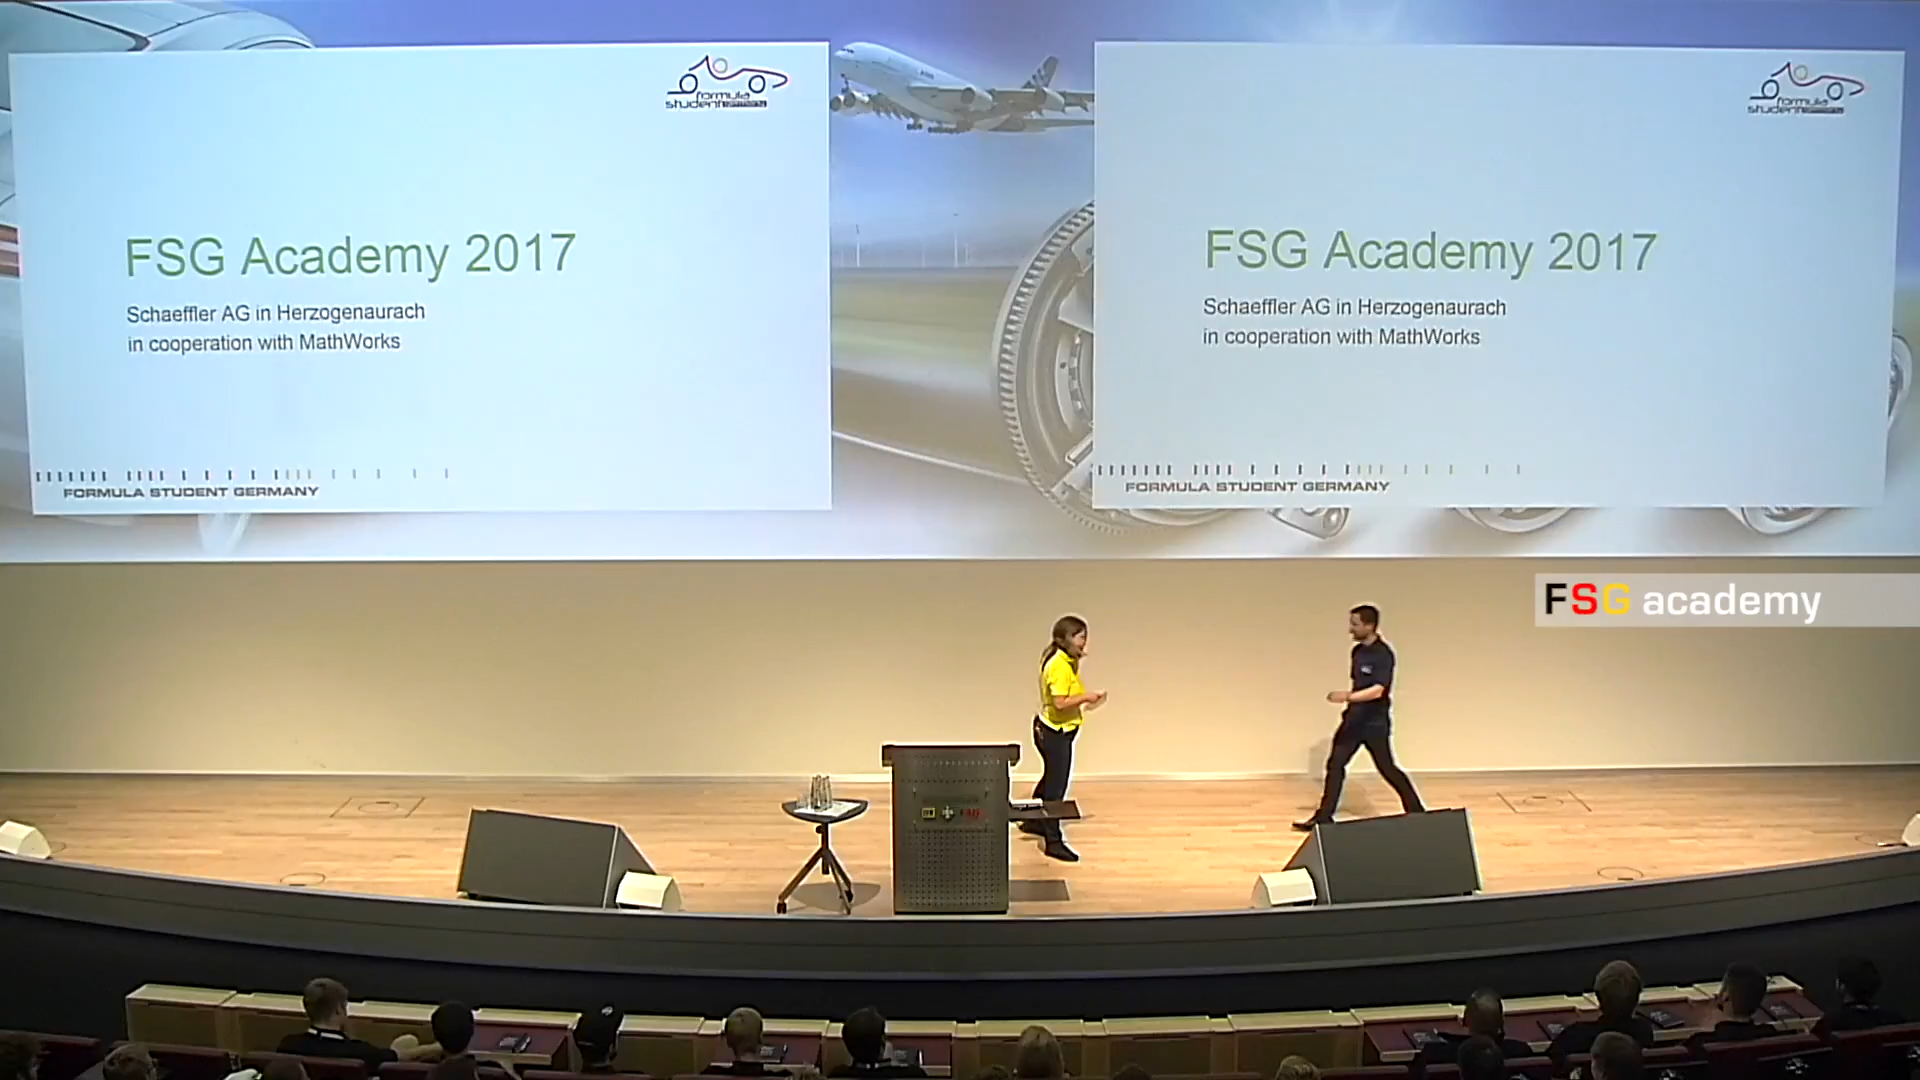 formula
student
FSG Academy 2017
Schaeffler AG in Herzogenaurach
in cooperation with MathWorks
FORMULA STUDENT GERMANY
formula
student
FSG Academy 2017
Schaeffler AG in Herzogenaurach
in cooperation with MathWorks
FORMULA STUDENT GERMANY
FSG academy